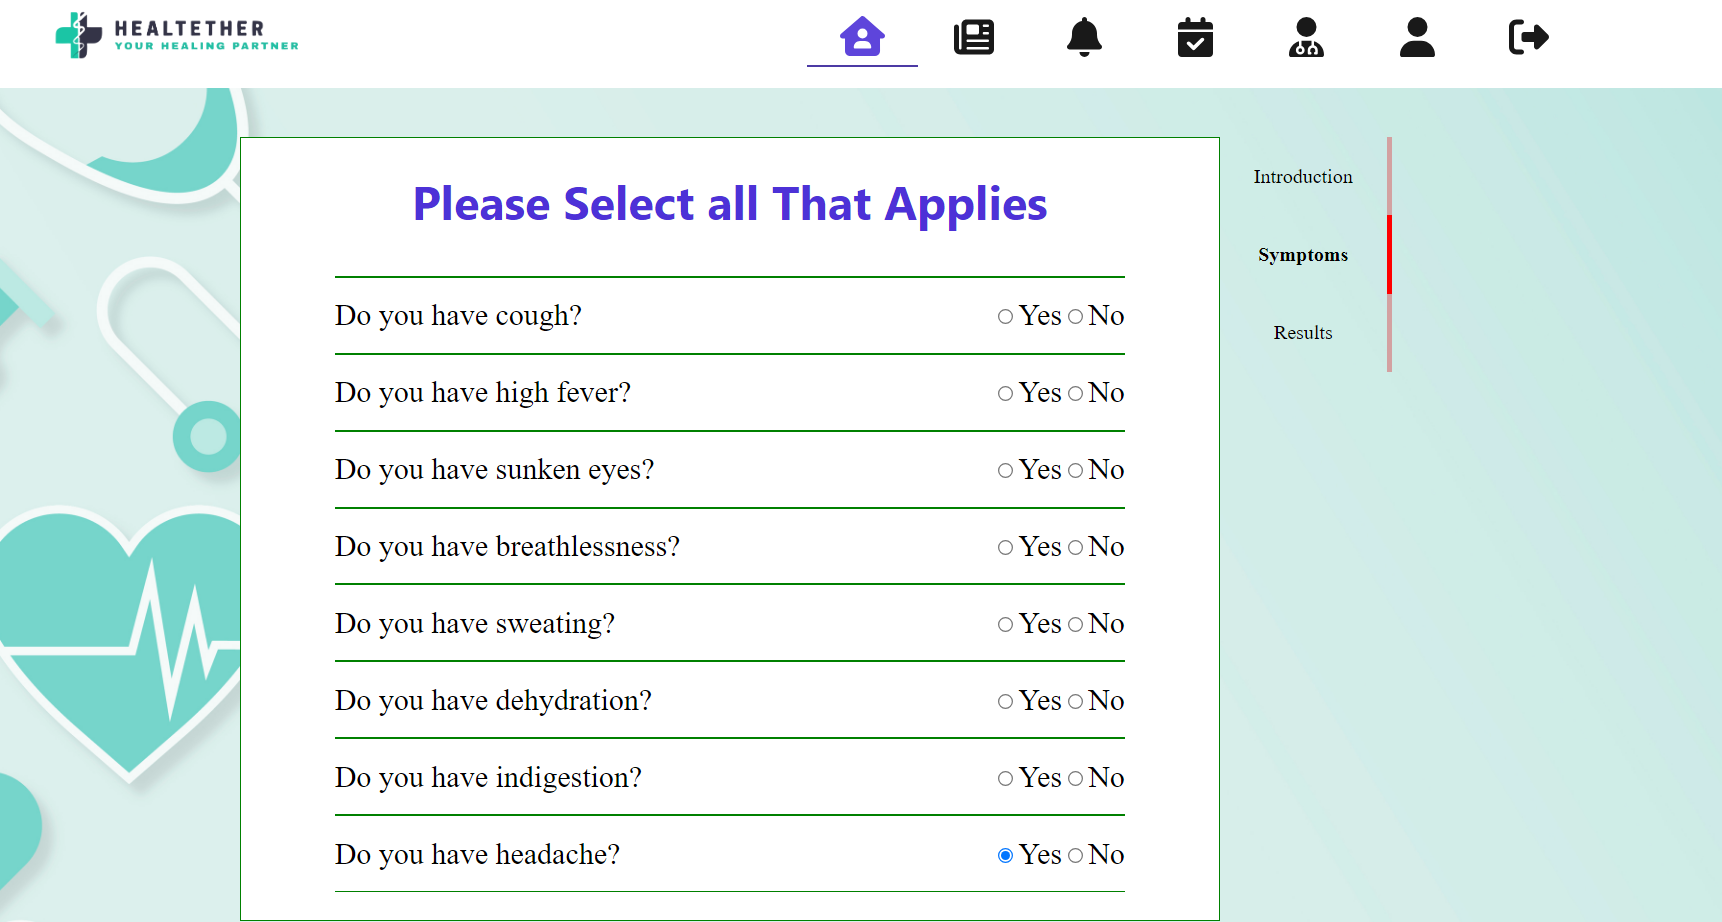 HEALTETHER
YOUR HEALING PARTNER
Please Select all That Applies
Do you have cough? Yes No
Do you have high fever? Yes No
Do you have sunken eyes? Yes No
Do you have breathlessness? Yes No
Do you have sweating? Yes No
Do you have dehydration? Yes No
Do you have indigestion? Yes No
Do you have headache? Yes No
Introduction
Symptoms
Results